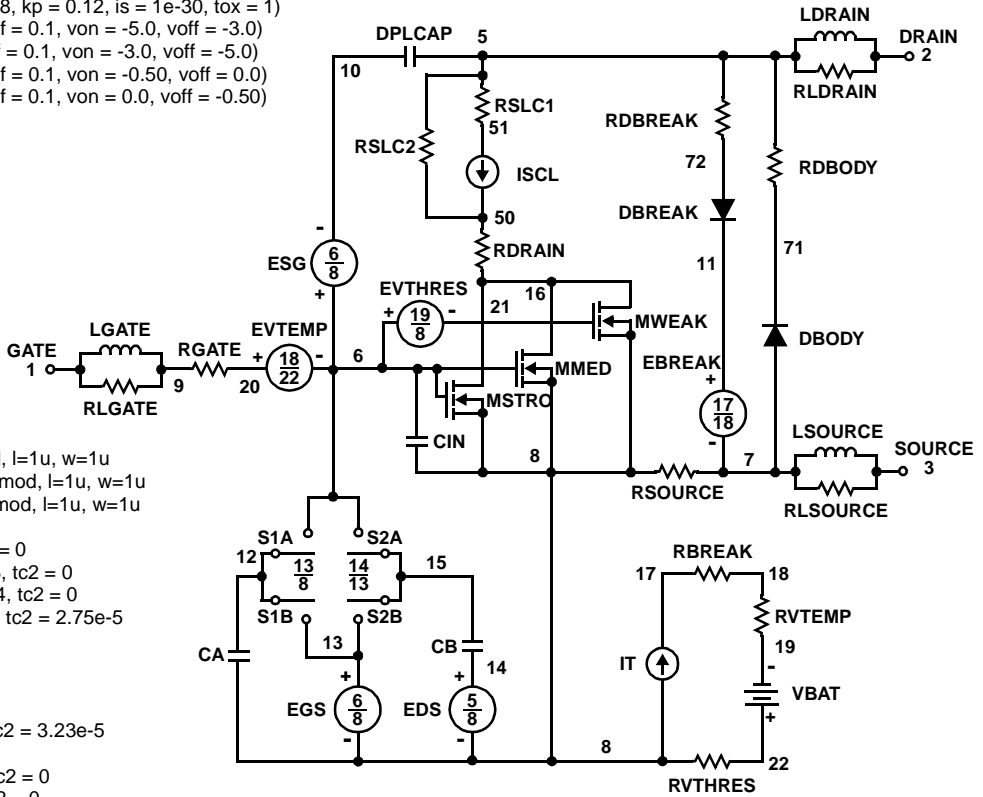 8, kp = 0.12, is = 1e-30, tox = 1)
f = 0.1, von = -5.0, voff = -3.0)
f = 0.1, von = -3.0, voff = -5.0)
f = 0.1, von = -0.50, voff = 0.0)
f = 0.1, von = 0.0, voff = -0.50)
LDRAIN
DPLCAP 5 DRAIN
10 2
RLDRAIN
RSLC1
RDBREAK
51
RSLC2
72 RDBODY
ISCL
DBREAK
50
-
RDRAIN
71
ESG 6/8 11
EVTHRES 16
+
+ 19/8 - 21
MWEAK
LGATE EVTEMP
DBODY
GATE RGATE + 18/22 - 6 EBREAK
1 MMED +
9 20
RLGATE MSTRO 17/18
-
LSOURCE
CIN SOURCE
l, l=1u, w=1u
8 7 3
mod, l=1u, w=1u
RSOURCE
mod, l=1u, w=1u
RLSOURCE
S1A S2A
= 0 RBREAK
12 13/8 14/13 15
, tc2 = 0 17 18
4, tc2 = 0
tc2 = 2.75e-5 S1B S2B RVTEMP
13 CB
19
CA 14 IT
-
+ +
VBAT
EGS 6/8 EDS 5/8
+
c2 = 3.23e-5
- -
8 22
c2 = 0
RVTHRES